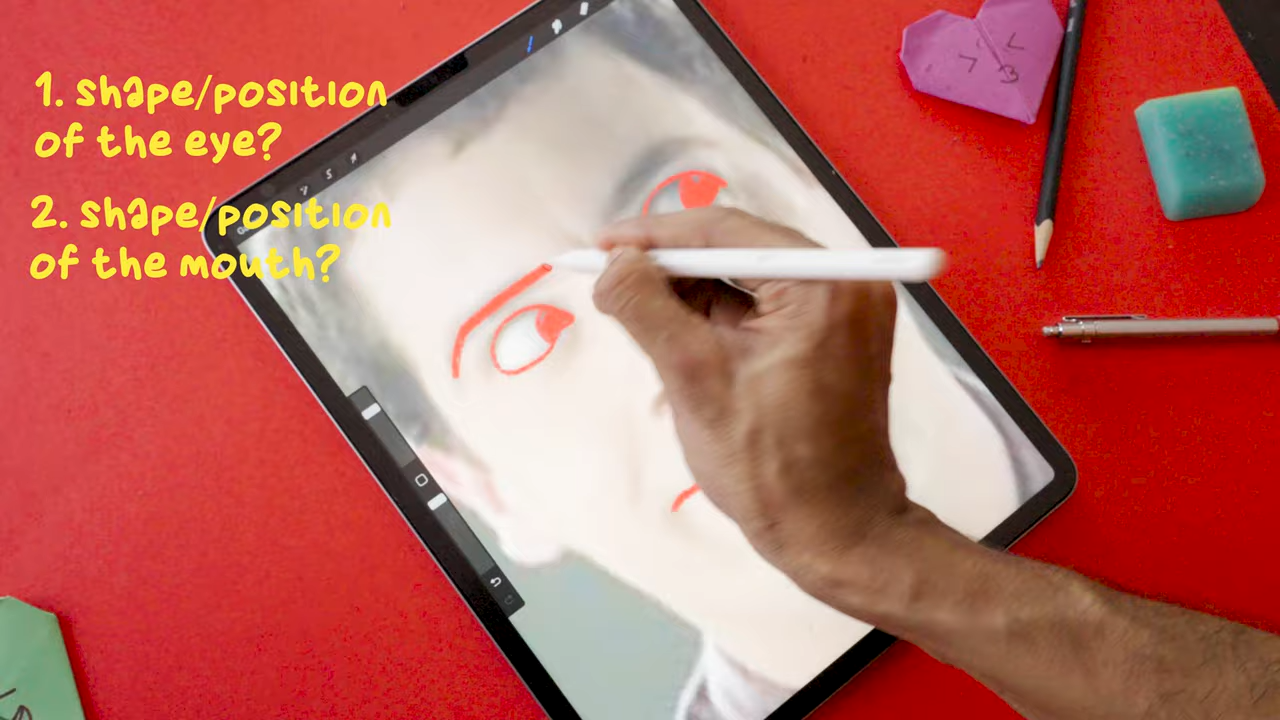 1. shape/position
of the eye?
2. shape/position
of the mouth?